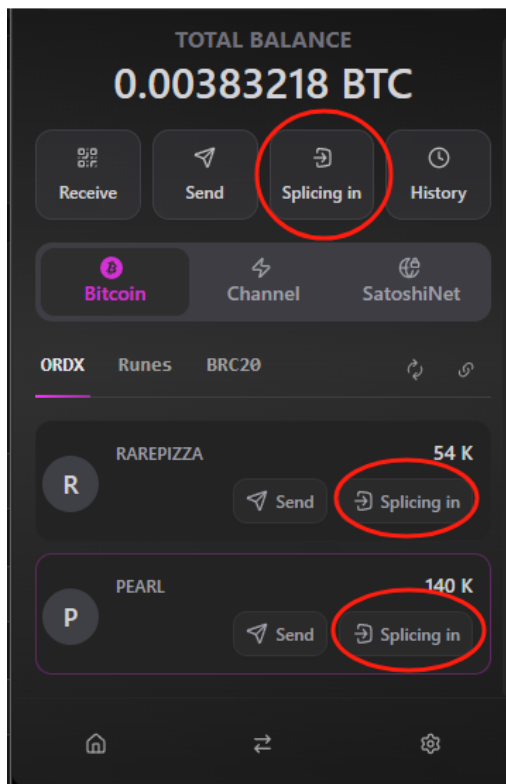 TOTAL BALANCE
0.00383218 BTC
Receive
Send
Splicing in
History
Bitcoin
Channel
SatoshiNet
ORDX Runes BRC20
RAREPIZZA 54 K
R
Send Splicing in
PEARL 140 K
P
Send Splicing in